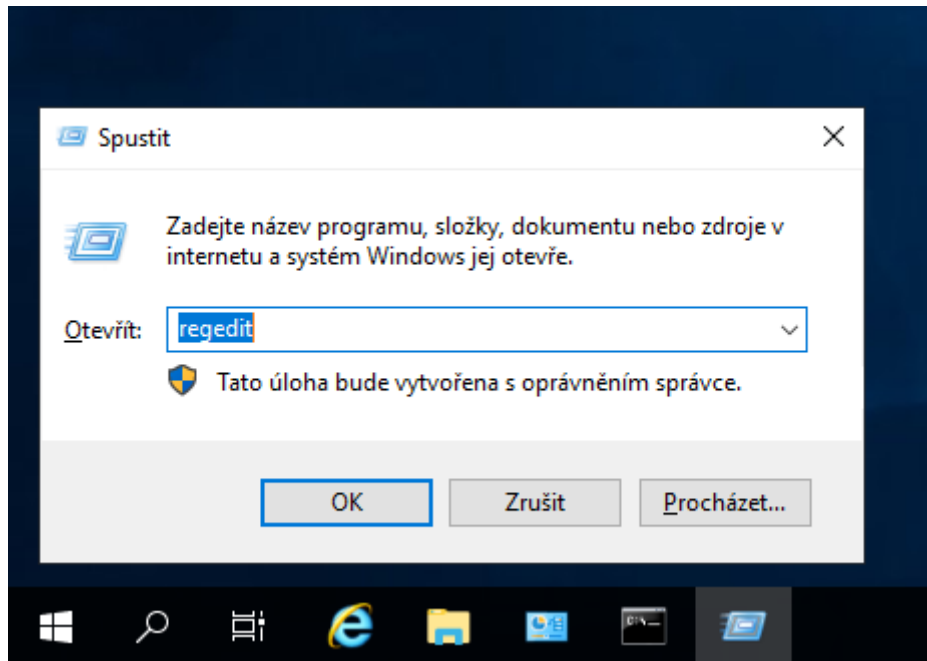 Spustit
Zadejte název programu, složky, dokumentu nebo zdroje v
internetu a systém Windows jej otevře.
Otevřít: regedit
Tato úloha bude vytvořena s oprávněním správce.
OK Zrušit Procházet...